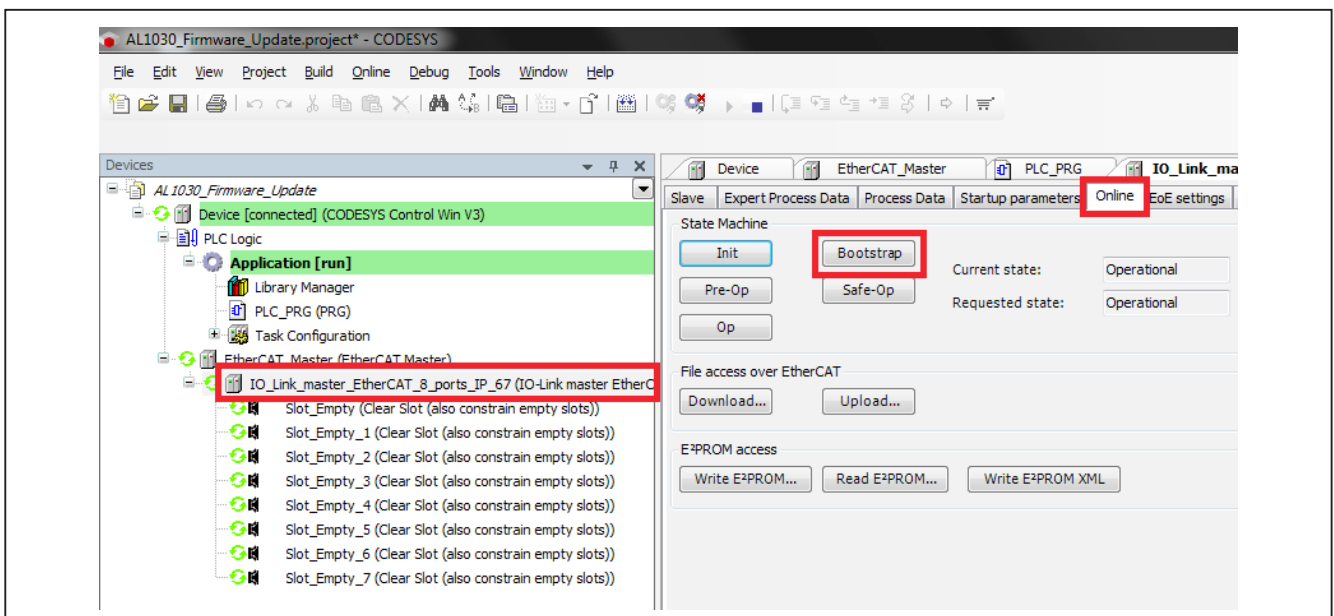 AL1030_Firmware_Update.project* - CODESYS
File Edit View Project Build Online Debug Tools Window Help
Devices
AL1030_Firmware_Update
Device [connected] (CODESYS Control Win V3)
PLC Logic
Application [run]
Library Manager
PLC_PRG (PRG)
Task Configuration
EtherCAT_Master (EtherCAT Master)
IO_Link_master_EtherCAT_8_ports_IP_67 (IO-Link master EtherC
Slot_Empty (Clear Slot (also constrain empty slots))
Slot_Empty_1 (Clear Slot (also constrain empty slots))
Slot_Empty_2 (Clear Slot (also constrain empty slots))
Slot_Empty_3 (Clear Slot (also constrain empty slots))
Slot_Empty_4 (Clear Slot (also constrain empty slots))
Slot_Empty_5 (Clear Slot (also constrain empty slots))
Slot_Empty_6 (Clear Slot (also constrain empty slots))
Slot_Empty_7 (Clear Slot (also constrain empty slots))
Device EtherCAT_Master PLC_PRG IO_Link_ma
Slave Expert Process Data Process Data Startup parameters Online EoE settings
State Machine
Init Bootstrap
Current state: Operational
Pre-Op Safe-Op
Requested state: Operational
Op
File access over EtherCAT
Download... Upload...
E²PROM access
Write E²PROM... Read E²PROM... Write E²PROM XML